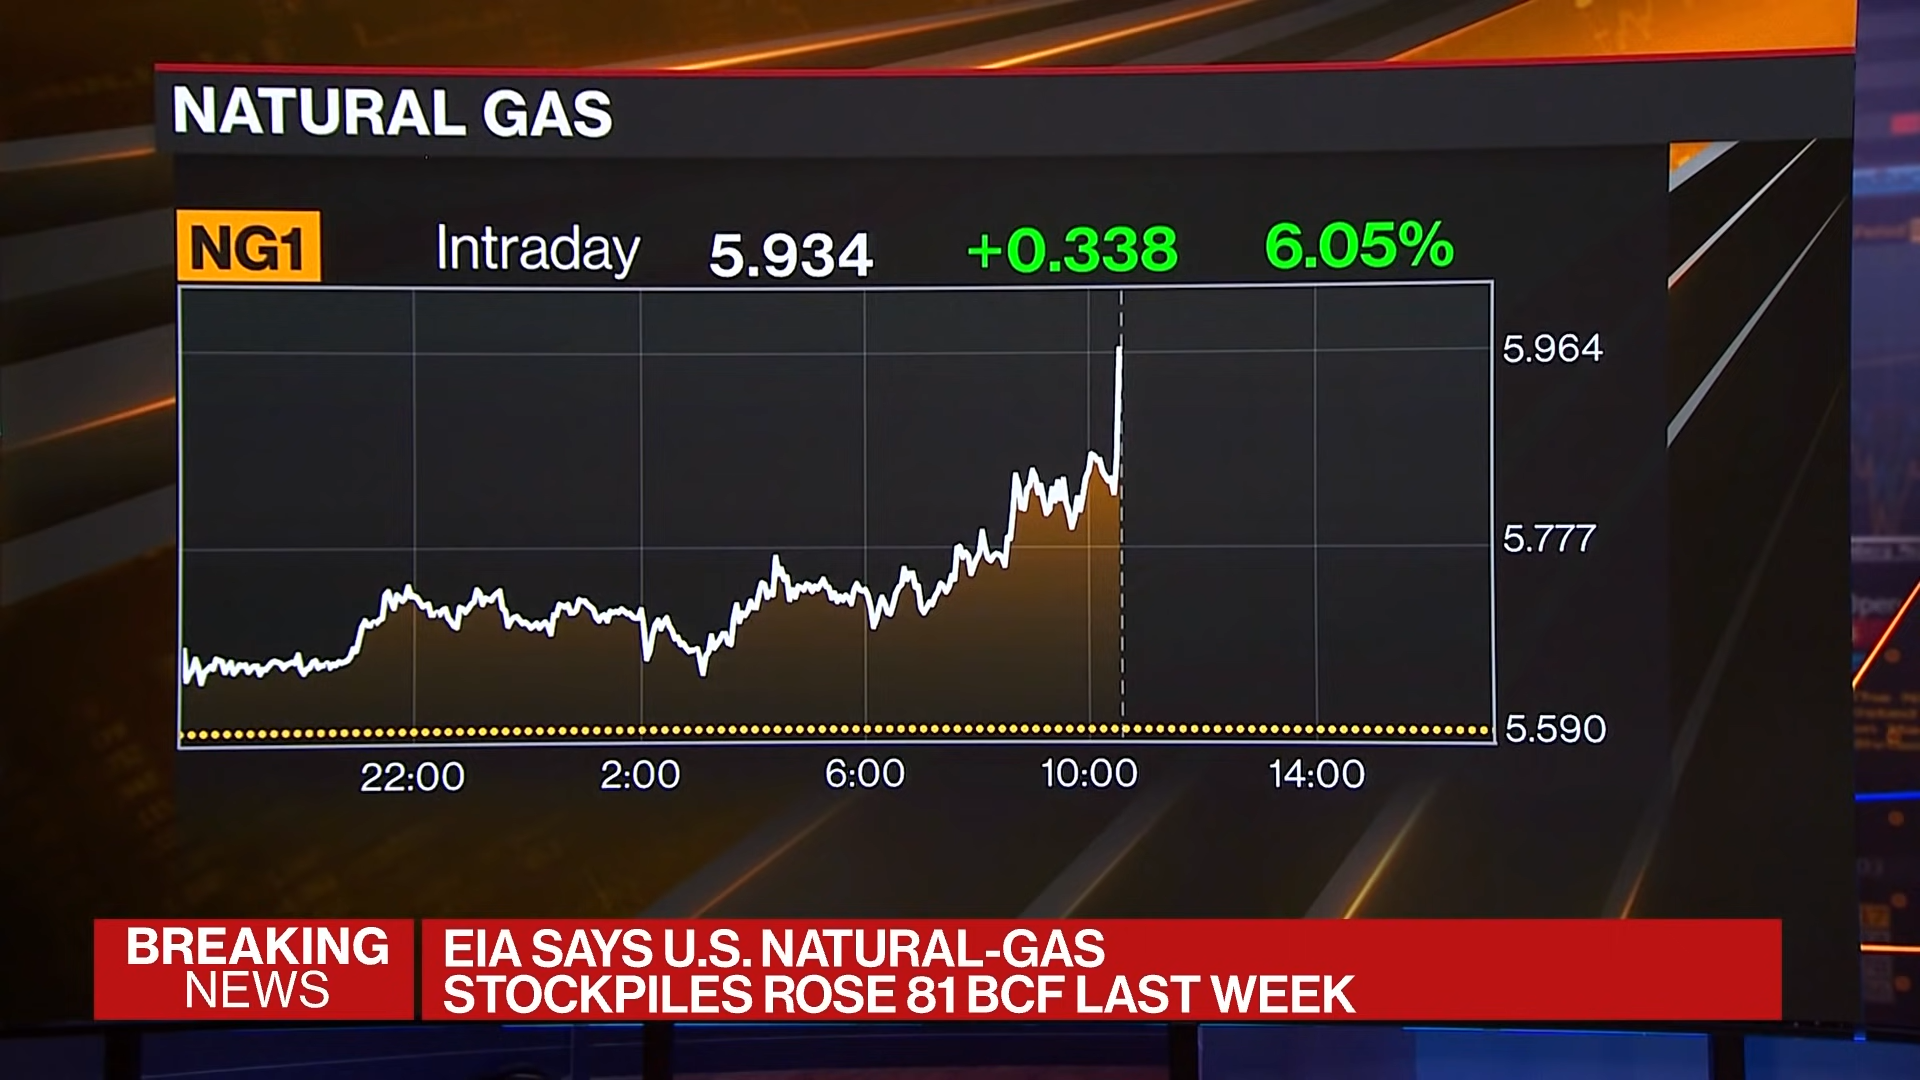 NATURAL GAS
NG1 Intraday 5.934 +0.338 6.05%
5.964
5.777
5.590
22:00 2:00 6:00 10:00 14:00
BREAKING
NEWS
EIA SAYS U.S. NATURAL-GAS
STOCKPILES ROSE 81 BCF LAST WEEK